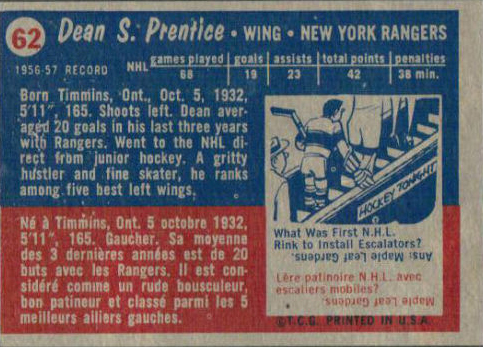 62 Dean S. Prentice • WING • NEW YORK RANGERS
games played goals assists total points penalties
1956-57 RECORD NHL 68 19 23 42 38 min.
Born Timmins, Ont., Oct. 5, 1932,
5'11", 165. Shoots left. Dean aver-
aged 20 goals in his last three years
with Rangers. Went to the NHL di-
rect from junior hockey. A gritty
hustler and fine skater, he ranks
among five best left wings.
Né à Timmins, Ont. 5 octobre 1932,
5'11", 165. Gaucher. Sa moyenne
des 3 dernières années est de 20
buts avec les Rangers. Il est con-
sidéré comme un rude bousculeur,
bon patineur et classé parmi les 5
meilleurs ailiers gauches.
HOCKEY TONIGHT
What Was First N.H.L.
Rink to Install Escalators?
Ans: Maple Leaf Gardens.
Lère patinoire N.H.L. avec
escaliers mobiles?
Maple Leaf Gardens.
©T.C.G. PRINTED IN U.S.A.